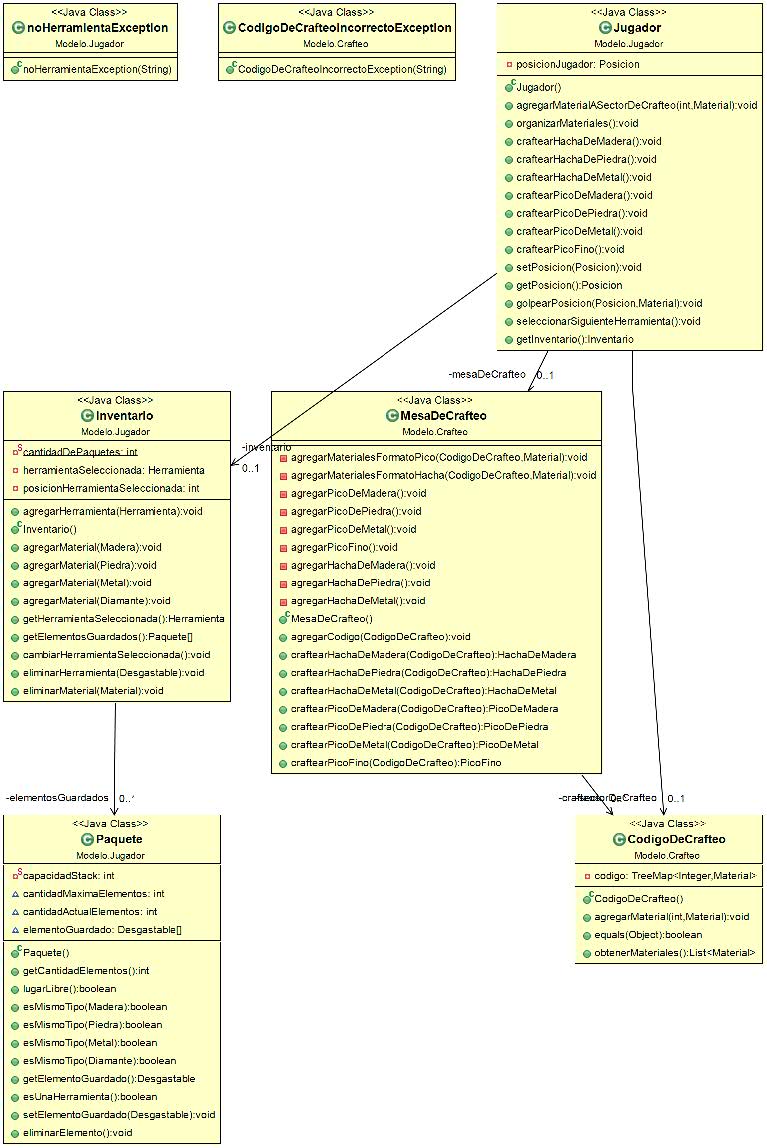 <<Java Class>>
noHerramientaException
Modelo.Jugador
noHerramientaException(String)
<<Java Class>>
CodigoDeCrafteoIncorrectoException
Modelo.Crafteo
CodigoDeCrafteoIncorrectoException(String)
<<Java Class>>
Jugador
Modelo.Jugador
posicionJugador: Posicion
Jugador()
agregarMaterialASectorDeCrafteo(int,Material):void
organizarMateriales():void
craftearHachaDeMadera():void
craftearHachaDePiedra():void
craftearHachaDeMetal():void
craftearPicoDeMadera():void
craftearPicoDePiedra():void
craftearPicoDeMetal():void
craftearPicoFino():void
setPosicion(Posicion):void
getPosicion():Posicion
golpearPosicion(Posicion,Material):void
seleccionarSiguienteHerramienta():void
getInventario():Inventario
-mesaDeCrafteo 0..1
<<Java Class>>
Inventario
Modelo.Jugador
cantidadDePaquetes: int
herramientaSeleccionada: Herramienta
posicionHerramientaSeleccionada: int
agregarHerramienta(Herramienta):void
Inventario()
agregarMaterial(Madera):void
agregarMaterial(Piedra):void
agregarMaterial(Metal):void
agregarMaterial(Diamante):void
getHerramientaSeleccionada():Herramienta
getElementosGuardados():Paquete[]
cambiarHerramientaSeleccionada():void
eliminarHerramienta(Desgastable):void
eliminarMaterial(Material):void
-inventario
0..1
<<Java Class>>
MesaDeCrafteo
Modelo.Crafteo
agregarMaterialesFormatoPico(CodigoDeCrafteo,Material):void
agregarMaterialesFormatoHacha(CodigoDeCrafteo,Material):void
agregarPicoDeMadera():void
agregarPicoDePiedra():void
agregarPicoDeMetal():void
agregarPicoFino():void
agregarHachaDeMadera():void
agregarHachaDePiedra():void
agregarHachaDeMetal():void
MesaDeCrafteo()
agregarCodigo(CodigoDeCrafteo):void
craftearHachaDeMadera(CodigoDeCrafteo):HachaDeMadera
craftearHachaDePiedra(CodigoDeCrafteo):HachaDePiedra
craftearHachaDeMetal(CodigoDeCrafteo):HachaDeMetal
craftearPicoDeMadera(CodigoDeCrafteo):PicoDeMadera
craftearPicoDePiedra(CodigoDeCrafteo):PicoDePiedra
craftearPicoDeMetal(CodigoDeCrafteo):PicoDeMetal
craftearPicoFino(CodigoDeCrafteo):PicoFino
-elementosGuardados 0..1
0..1
<<Java Class>>
Paquete
Modelo.Jugador
capacidadStack: int
cantidadMaximaElementos: int
cantidadActualElementos: int
elementoGuardado: Desgastable[]
Paquete()
getCantidadElementos():int
lugarLibre():boolean
esMismoTipo(Madera):boolean
esMismoTipo(Piedra):boolean
esMismoTipo(Metal):boolean
esMismoTipo(Diamante):boolean
getElementoGuardado():Desgastable
esUnaHerramienta():boolean
setElementoGuardado(Desgastable):void
eliminarElemento():void
<<Java Class>>
CodigoDeCrafteo
Modelo.Crafteo
codigo: TreeMap<Integer,Material>
CodigoDeCrafteo()
agregarMaterial(int,Material):void
equals(Object):boolean
obtenerMateriales():List<Material>